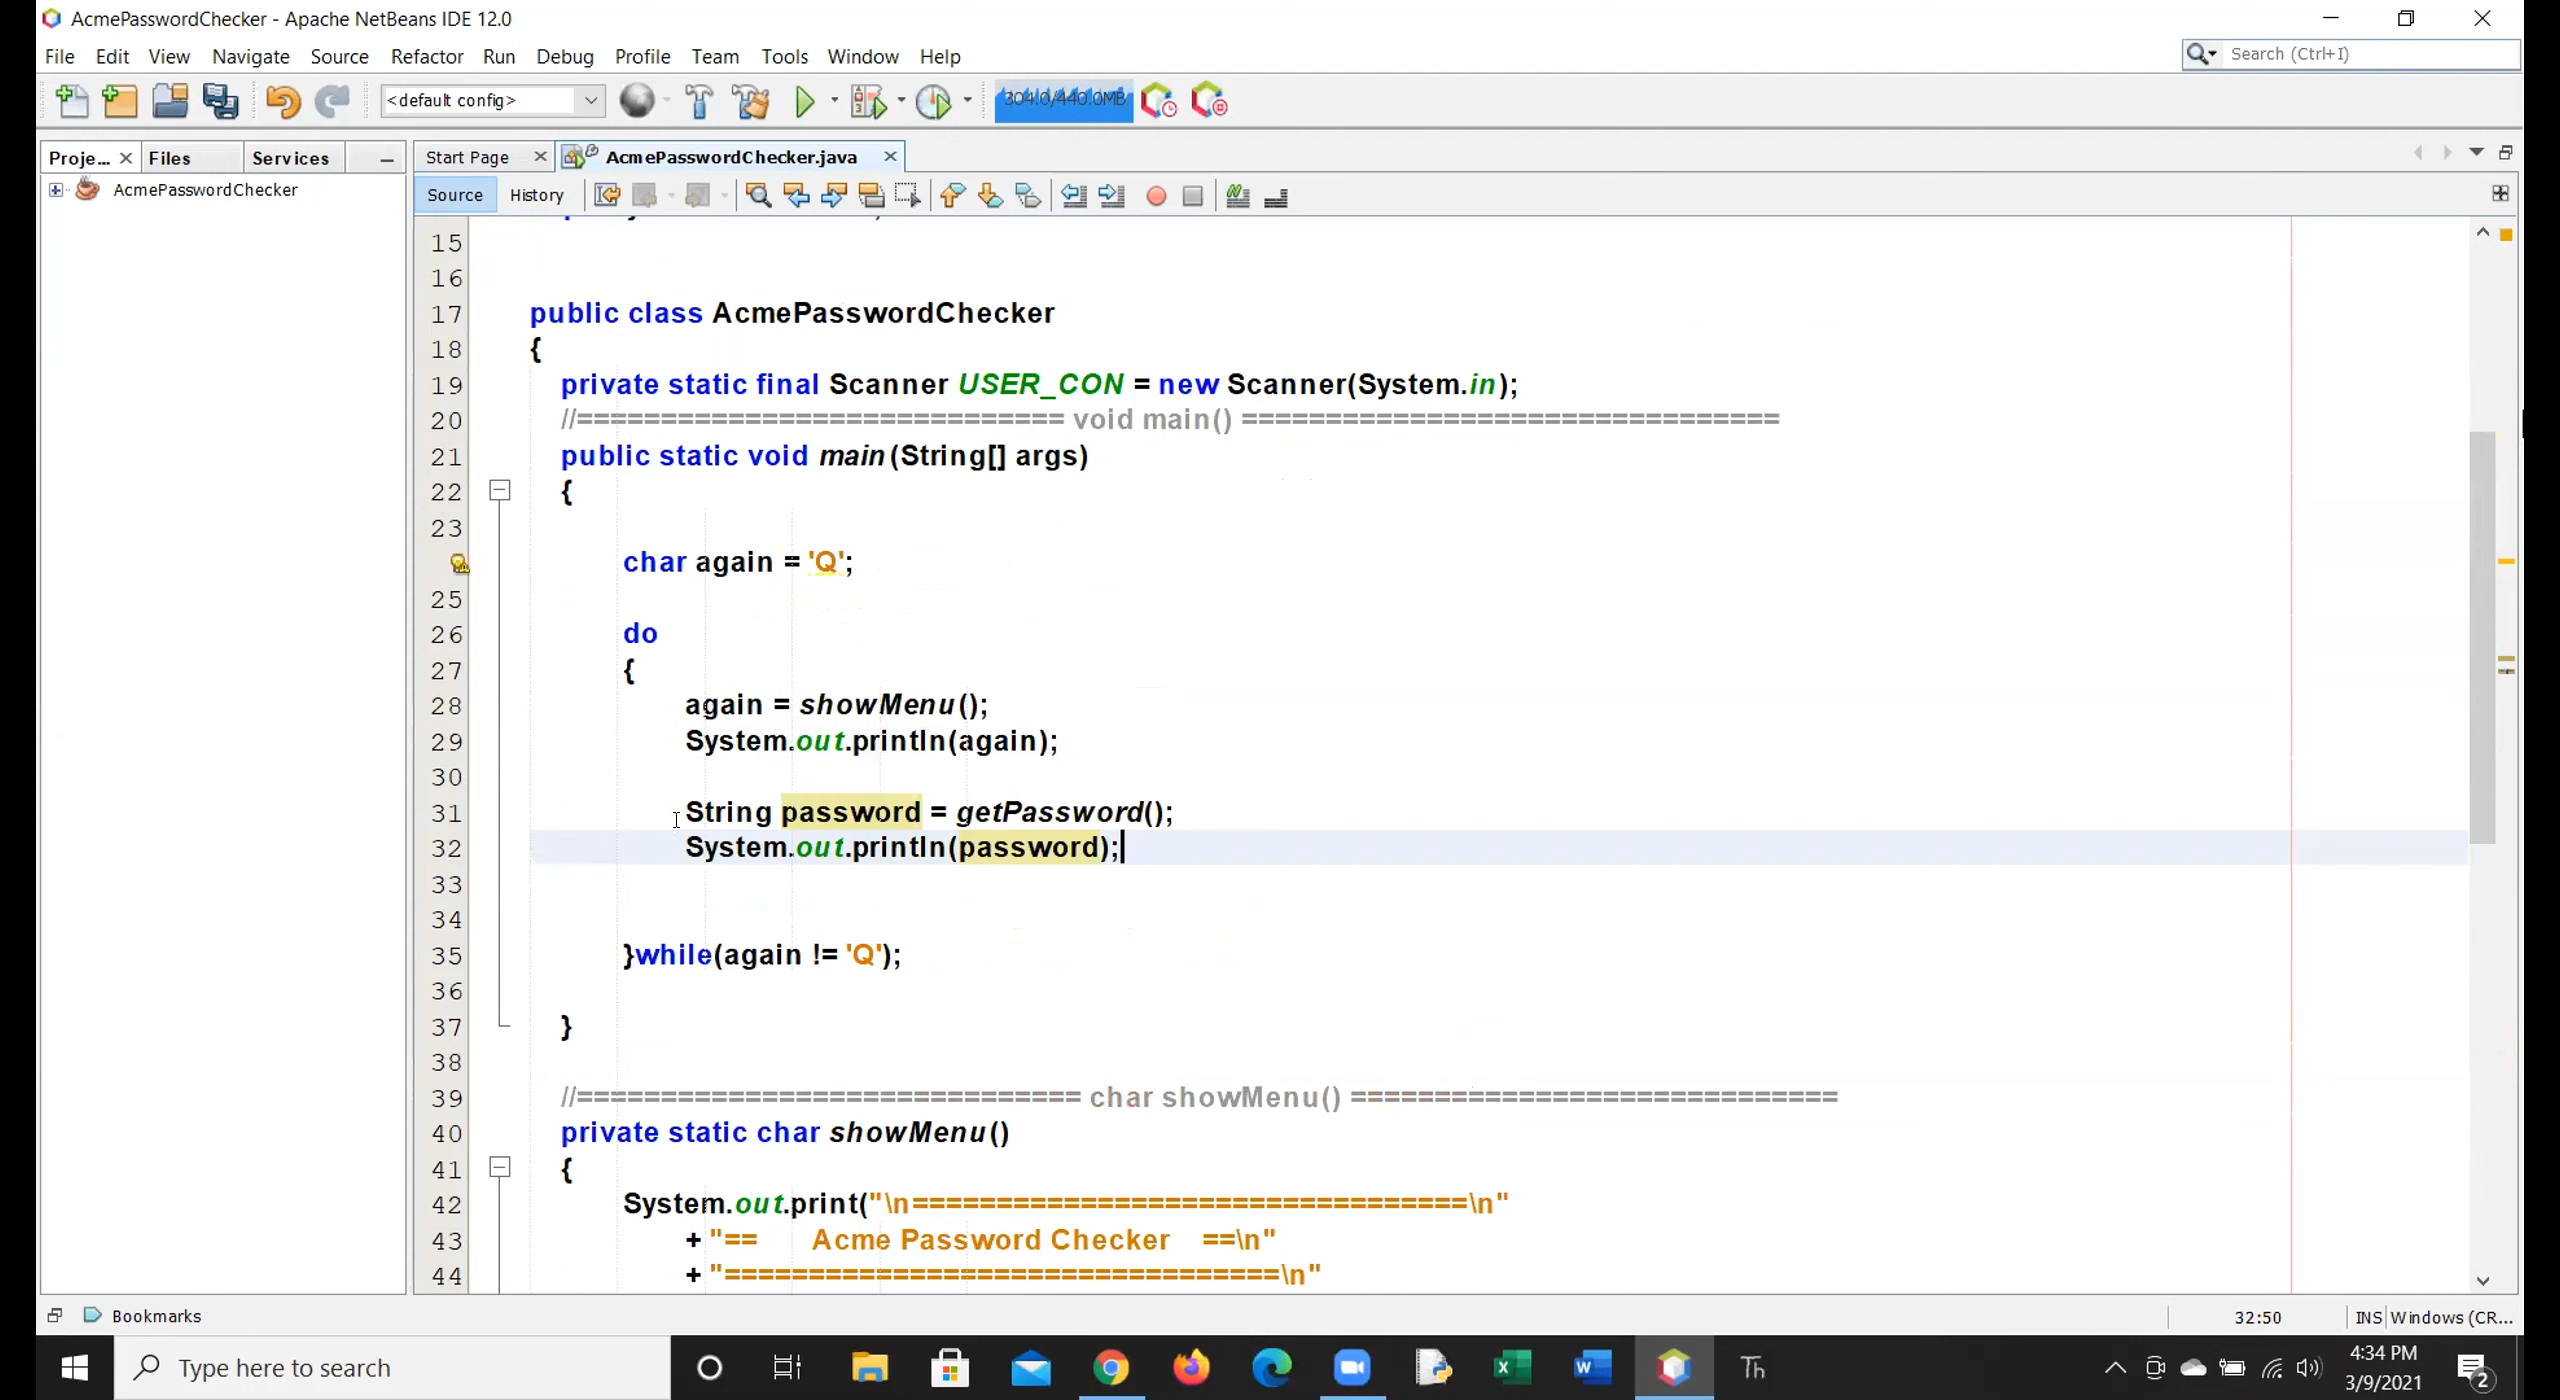 AcmePasswordChecker - Apache NetBeans IDE 12.0
File Edit View Navigate Source Refactor Run Debug Profile Team Tools Window Help
Search (Ctrl+I)
<default config>
304.0/440.0MB
Proje... Files Services
Start Page AcmePasswordChecker.java
AcmePasswordChecker
Source History
15
16
17 public class AcmePasswordChecker
18 {
19 private static final Scanner USER_CON = new Scanner(System.in);
20 //============================= void main() ================================
21 public static void main(String[] args)
22 {
23
char again = 'Q';
25
26 do
27 {
28 again = showMenu();
29 System.out.println(again);
30
31 String password = getPassword();
32 System.out.println(password);
33
34
35 }while(again != 'Q');
36
37 }
38
39 //============================== char showMenu() =============================
40 private static char showMenu()
41 {
42 System.out.print("\n=================================\n"
43 + "==      Acme Password Checker   ==\n"
44 + "=================================\n"
Bookmarks
32:50 INS Windows (CR...
Type here to search
Th
4:34 PM
3/9/2021
2